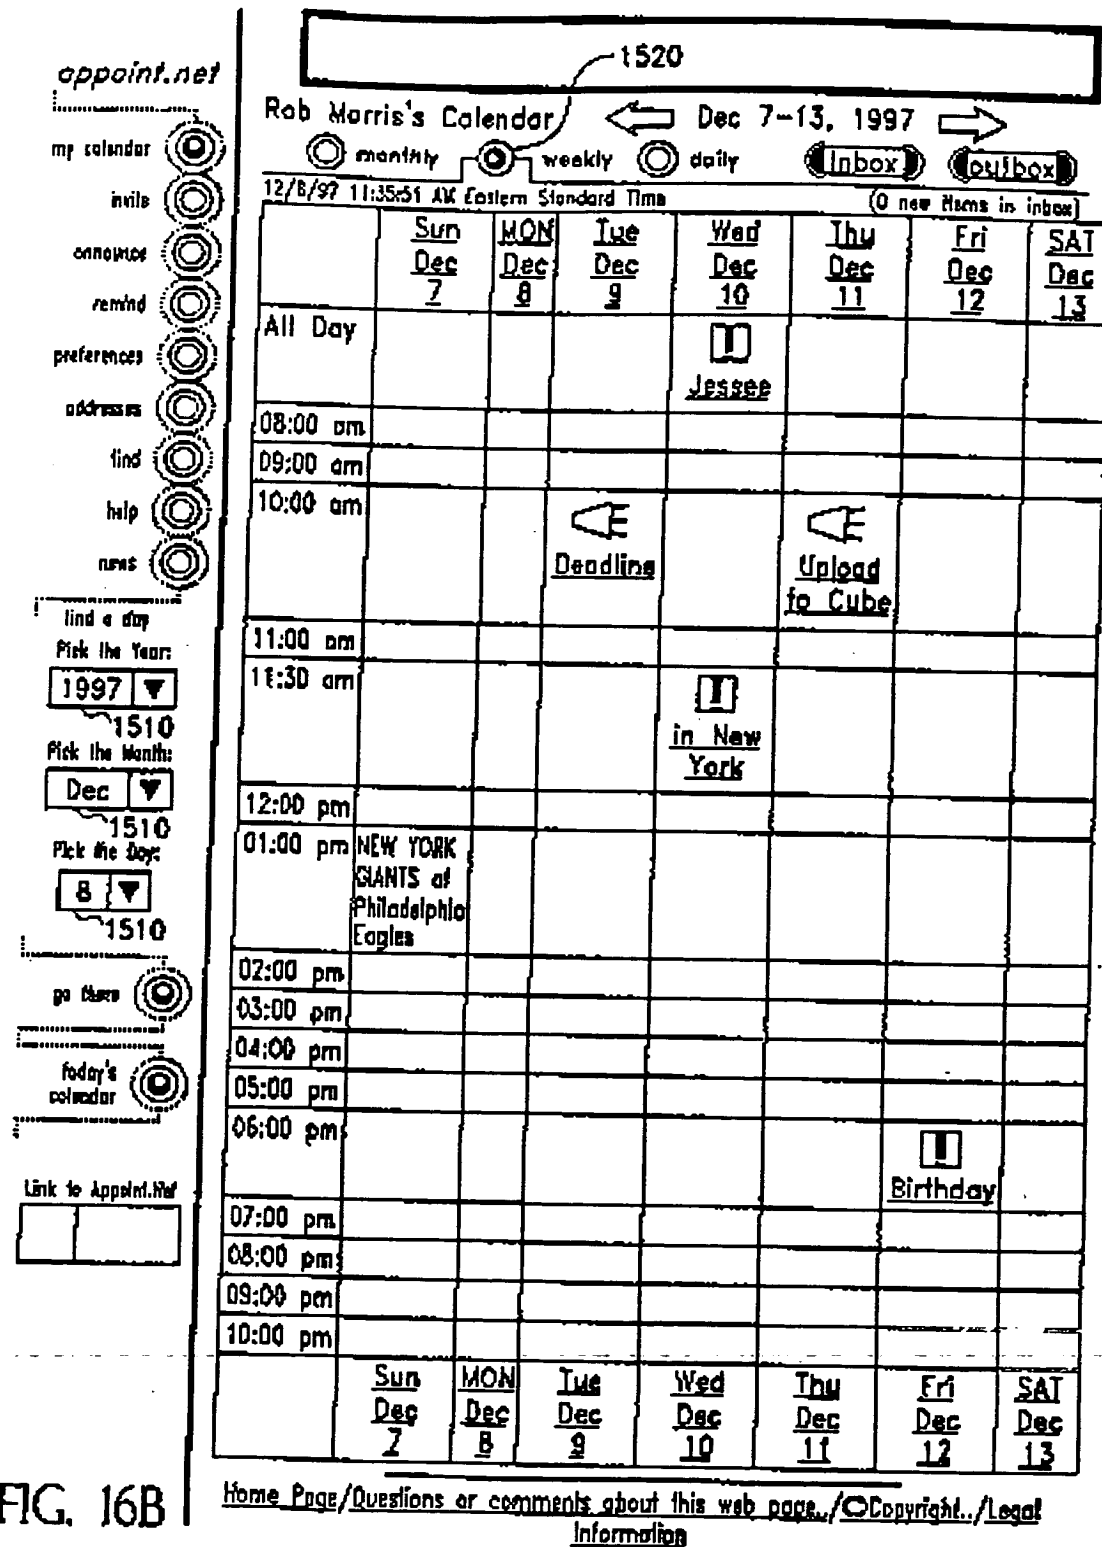 appoint.net
my calendar
invite
announce
remind
preferences
addresses
find
help
news
find a day
Pick the Year:
1997
1510
Pick the Month:
Dec
1510
Pick the Day:
8
1510
go there
today's
calendar
Link to Appoint.Net
1520
Rob Morris's Calendar Dec 7-13, 1997
monthly weekly daily inbox outbox
12/8/97 11:35:51 AM Eastern Standard Time (0 new items in inbox)
Sun MON Tue Wed Thu Fri SAT
Dec Dec Dec Dec Dec Dec Dec
7 8 9 10 11 12 13
All Day
Jessee
08:00 am
09:00 am
10:00 am
Deadline Upload
to Cube
11:00 am
11:30 am
in New
York
12:00 pm
01:00 pm NEW YORK
GIANTS at
Philadelphia
Eagles
02:00 pm
03:00 pm
04:00 pm
05:00 pm
06:00 pm
Birthday
07:00 pm
08:00 pm
09:00 pm
10:00 pm
Sun MON Tue Wed Thu Fri SAT
Dec Dec Dec Dec Dec Dec Dec
7 8 9 10 11 12 13
Home Page/Questions or comments about this web page../©Copyright../Legal
Information
FIG. 16B